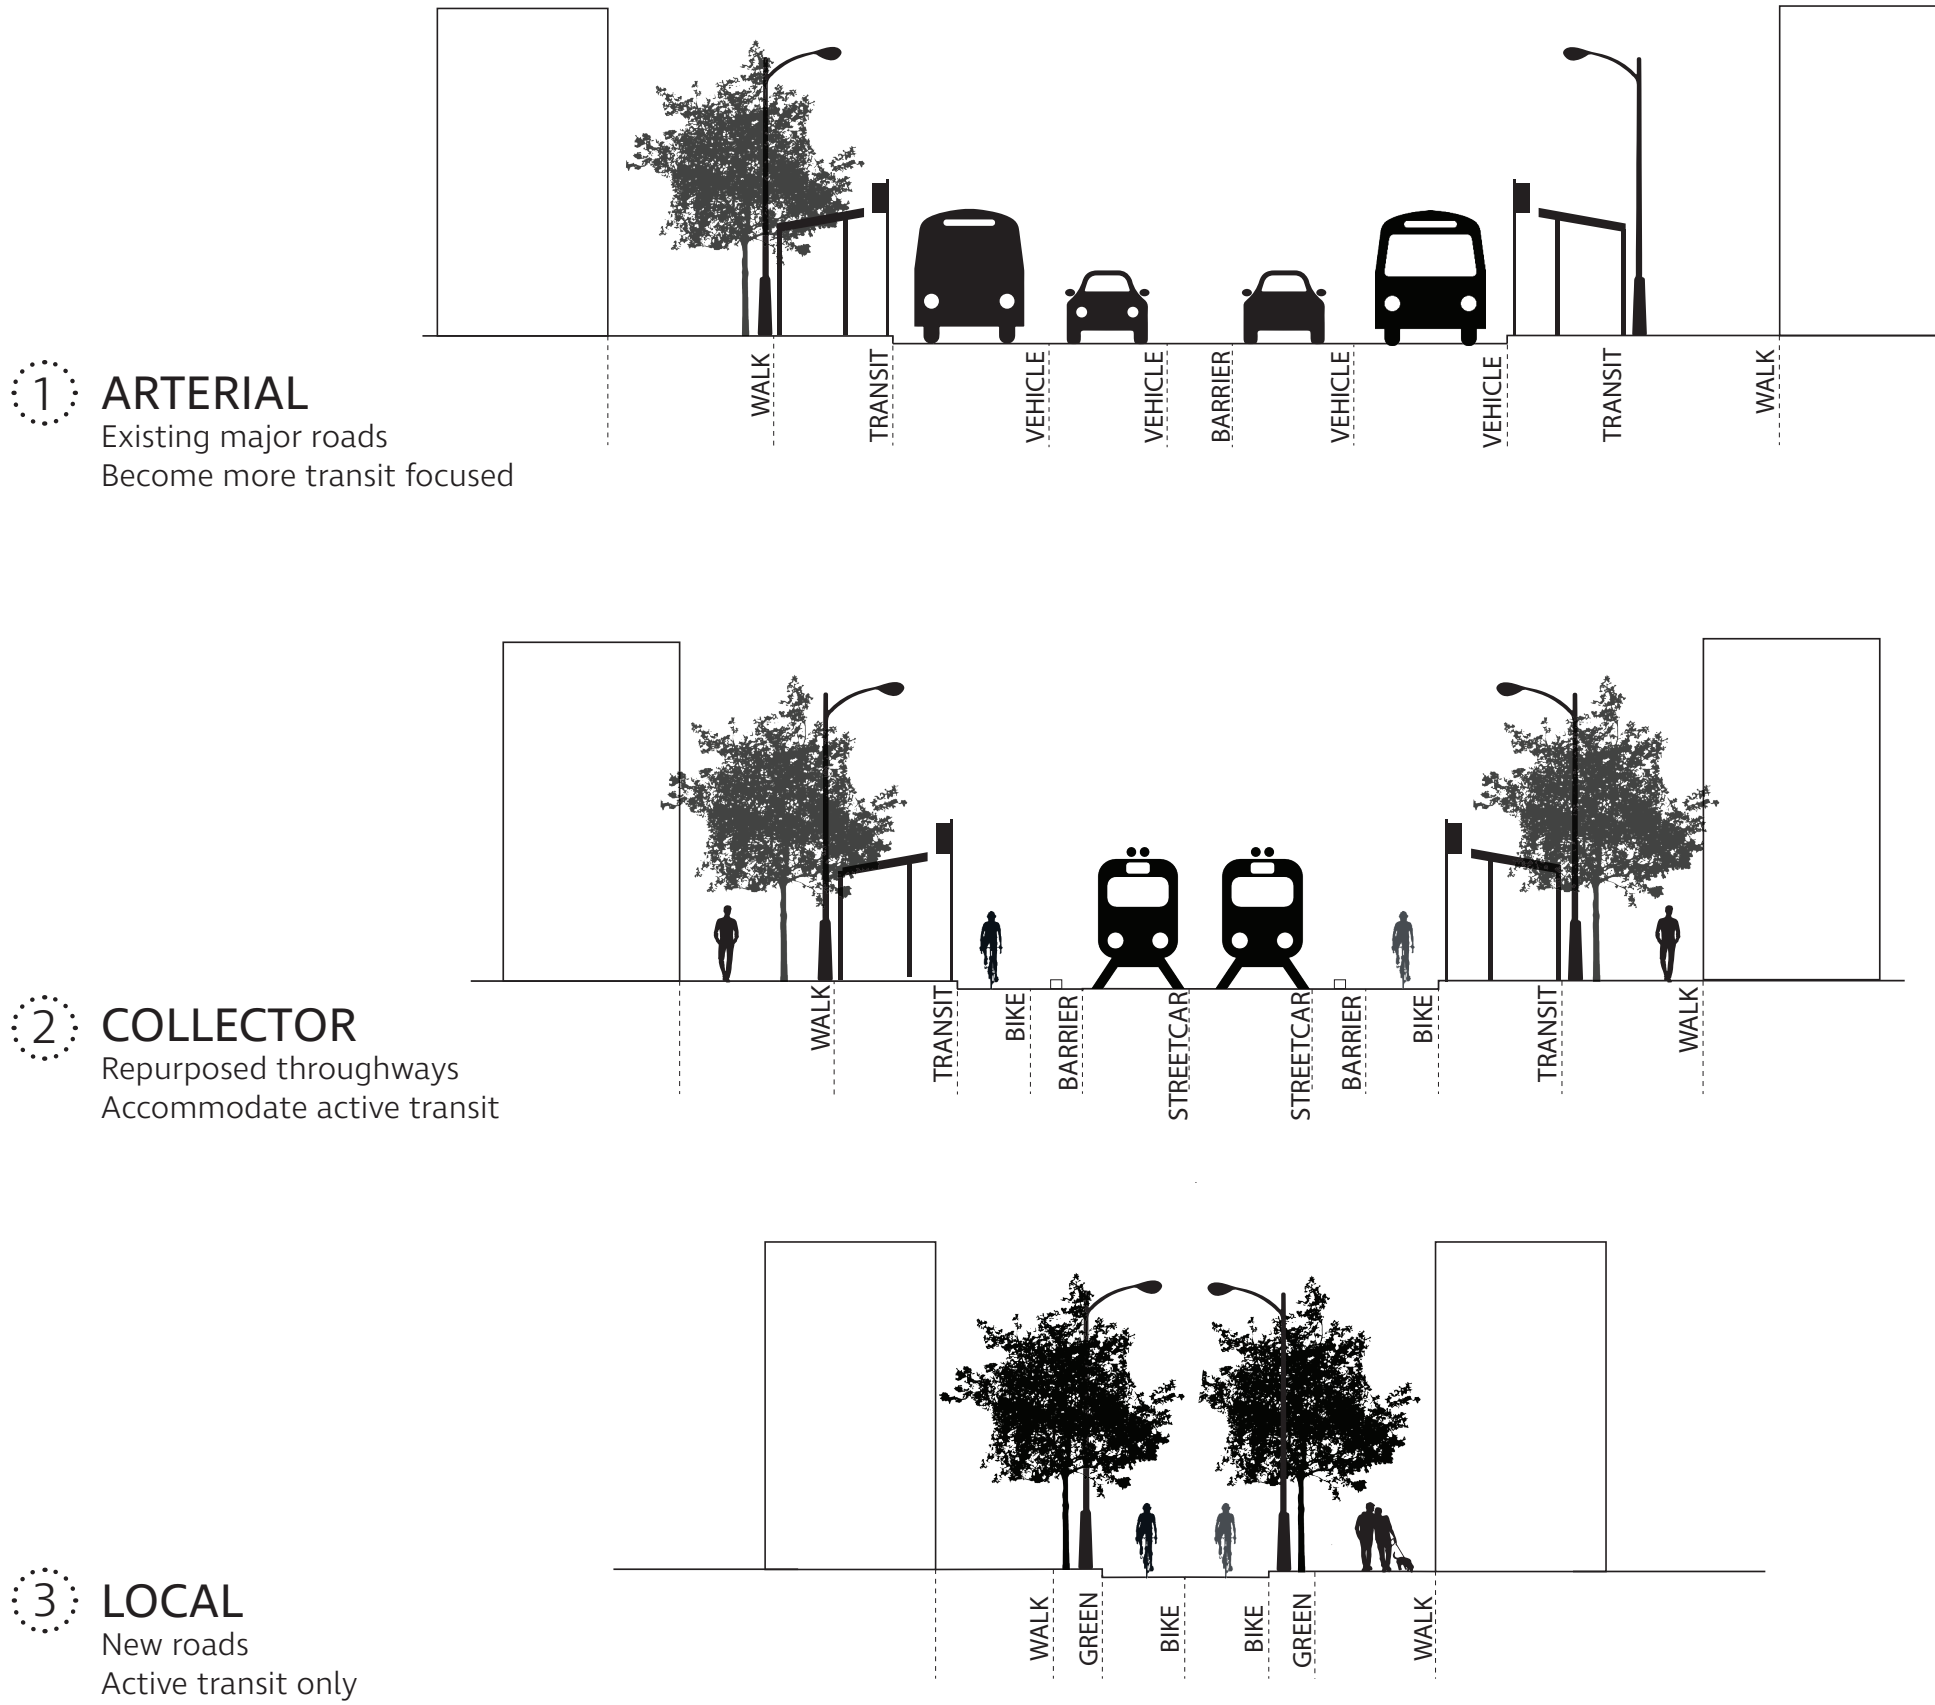 WALK
TRANSIT
VEHICLE
VEHICLE
BARRIER
VEHICLE
VEHICLE
TRANSIT
WALK
1 ARTERIAL
Existing major roads
Become more transit focused
WALK
TRANSIT
BIKE
BARRIER
STREETCAR
STREETCAR
BARRIER
BIKE
TRANSIT
WALK
2 COLLECTOR
Repurposed throughways
Accommodate active transit
WALK
GREEN
BIKE
BIKE
GREEN
WALK
3 LOCAL
New roads
Active transit only